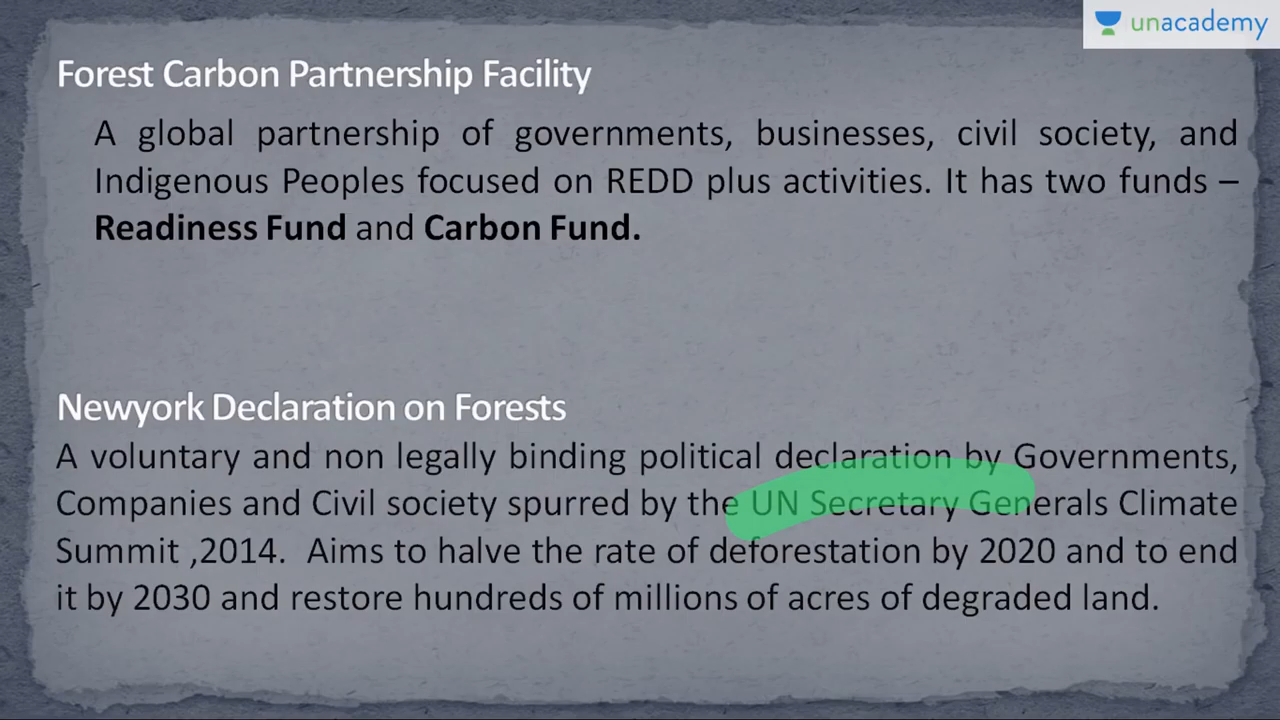 unacademy
Forest Carbon Partnership Facility
A global partnership of governments, businesses, civil society, and
Indigenous Peoples focused on REDD plus activities. It has two funds –
Readiness Fund and Carbon Fund.
Newyork Declaration on Forests
A voluntary and non legally binding political declaration by Governments,
Companies and Civil society spurred by the UN Secretary Generals Climate
Summit ,2014. Aims to halve the rate of deforestation by 2020 and to end
it by 2030 and restore hundreds of millions of acres of degraded land.